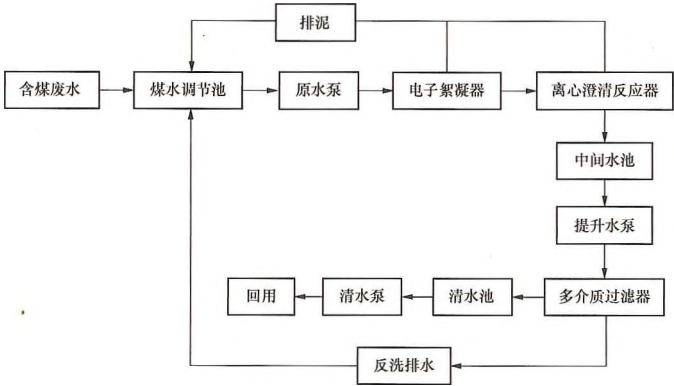 排泥
含煤废水
煤水调节池
原水泵
电子絮凝器
离心澄清反应器
中间水池
提升水泵
回用
清水泵
清水池
多介质过滤器
反洗排水